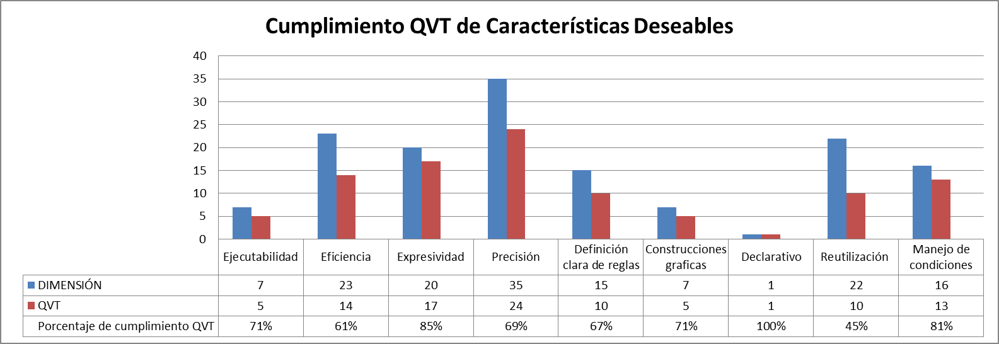 Cumplimiento QVT de Características Deseables
40
35
30
25
20
15
10
5
0
Ejecutabilidad Eficiencia Expresividad Precisión Definición clara de reglas Construcciones graficas Declarativo Reutilización Manejo de condiciones
DIMENSIÓN 7 23 20 35 15 7 1 22 16
QVT 5 14 17 24 10 5 1 10 13
Porcentaje de cumplimiento QVT 71% 61% 85% 69% 67% 71% 100% 45% 81%